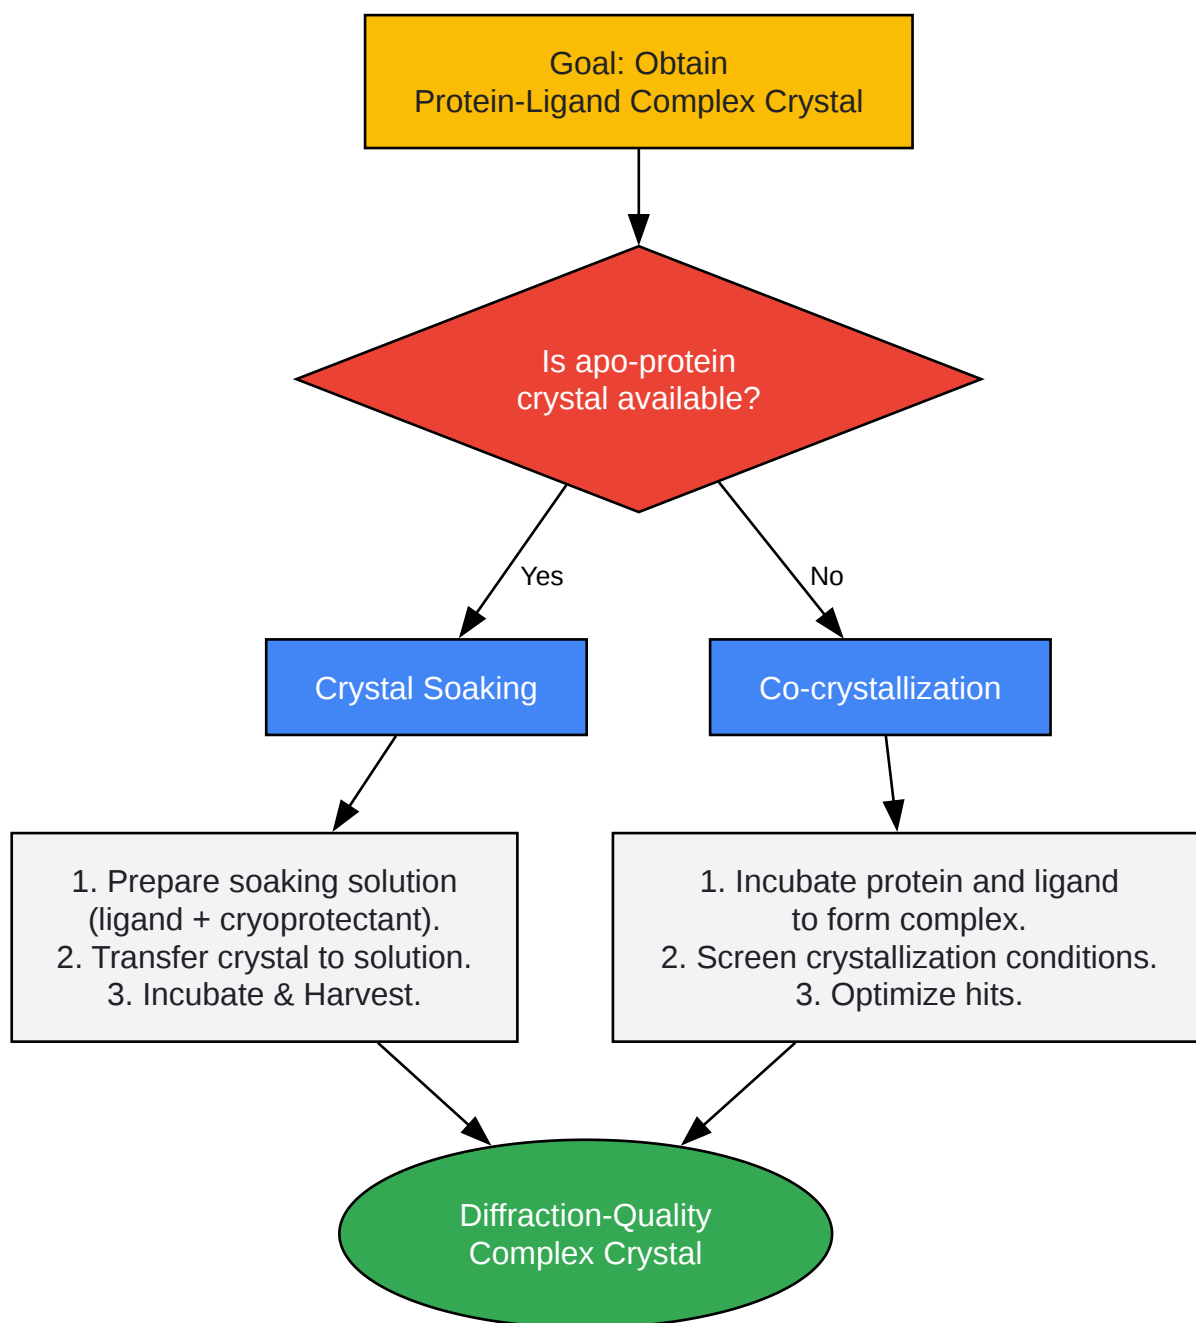 Goal: Obtain
Protein-Ligand Complex Crystal
Is apo-protein
crystal available?
Yes
No
Crystal Soaking
Co-crystallization
1. Prepare soaking solution
(ligand + cryoprotectant).
2. Transfer crystal to solution.
3. Incubate & Harvest.
1. Incubate protein and ligand
to form complex.
2. Screen crystallization conditions.
3. Optimize hits.
Diffraction-Quality
Complex Crystal